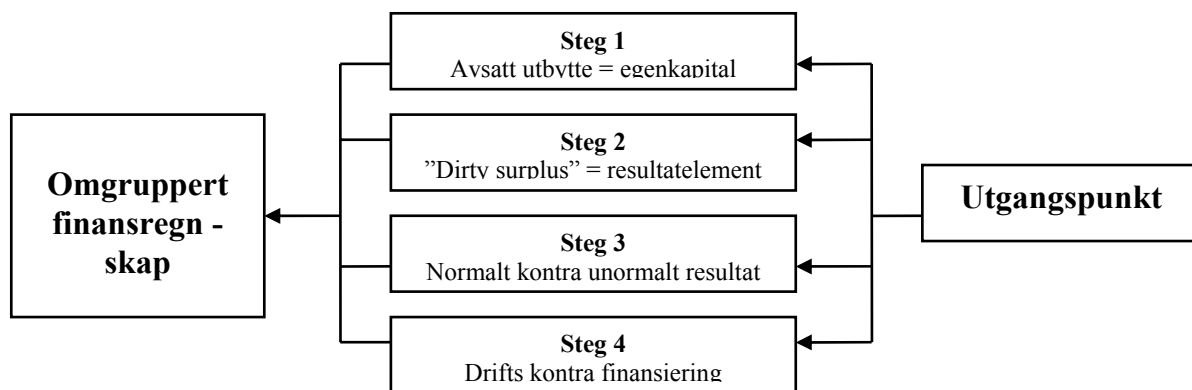 Steg 1
Avsatt utbytte = egenkapital
Steg 2
”Dirty surplus” = resultatelement
Steg 3
Normalt kontra unormalt resultat
Steg 4
Drifts kontra finansiering
Omgruppert
finansregn -
skap
Utgangspunkt